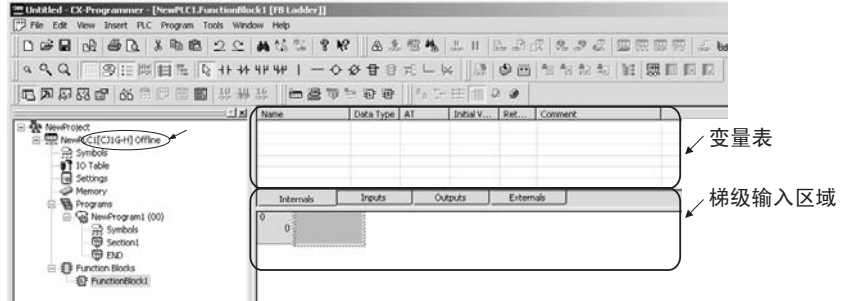 Untitled - CX-Programmer - [NewPLC1.FunctionBlock1 [FB Ladder]]
File Edit View Insert PLC Program Tools Window Help
Name Data Type AT Initial V... Ret... Comment
变量表
NewProject
NewPLC1[CJ1G-H] Offline
Symbols
IO Table
Settings
Memory
Programs
NewProgram1 (00)
Symbols
Section1
END
Function Blocks
FunctionBlock1
Internals Inputs Outputs Externals
梯级输入区域
0
0